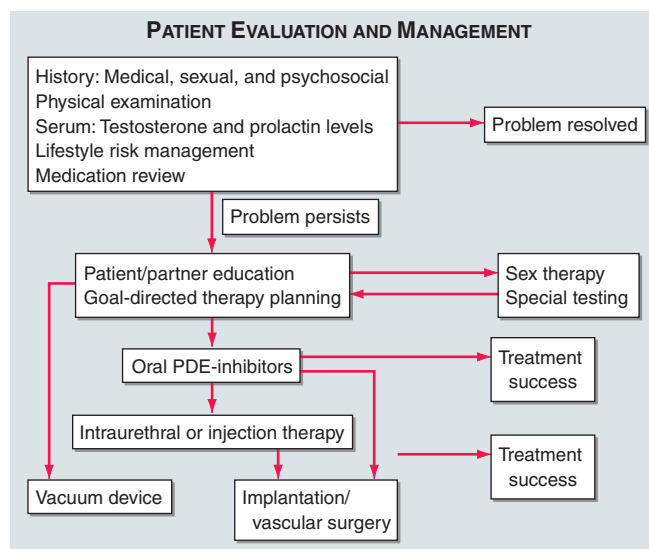 PATIENT EVALUATION AND MANAGEMENT
History: Medical, sexual, and psychosocial
Physical examination
Serum: Testosterone and prolactin levels
Lifestyle risk management
Medication review
Problem resolved
Problem persists
Patient/partner education
Goal-directed therapy planning
Sex therapy
Special testing
Oral PDE-inhibitors
Treatment
success
Intraurethral or injection therapy
Treatment
success
Vacuum device
Implantation/
vascular surgery